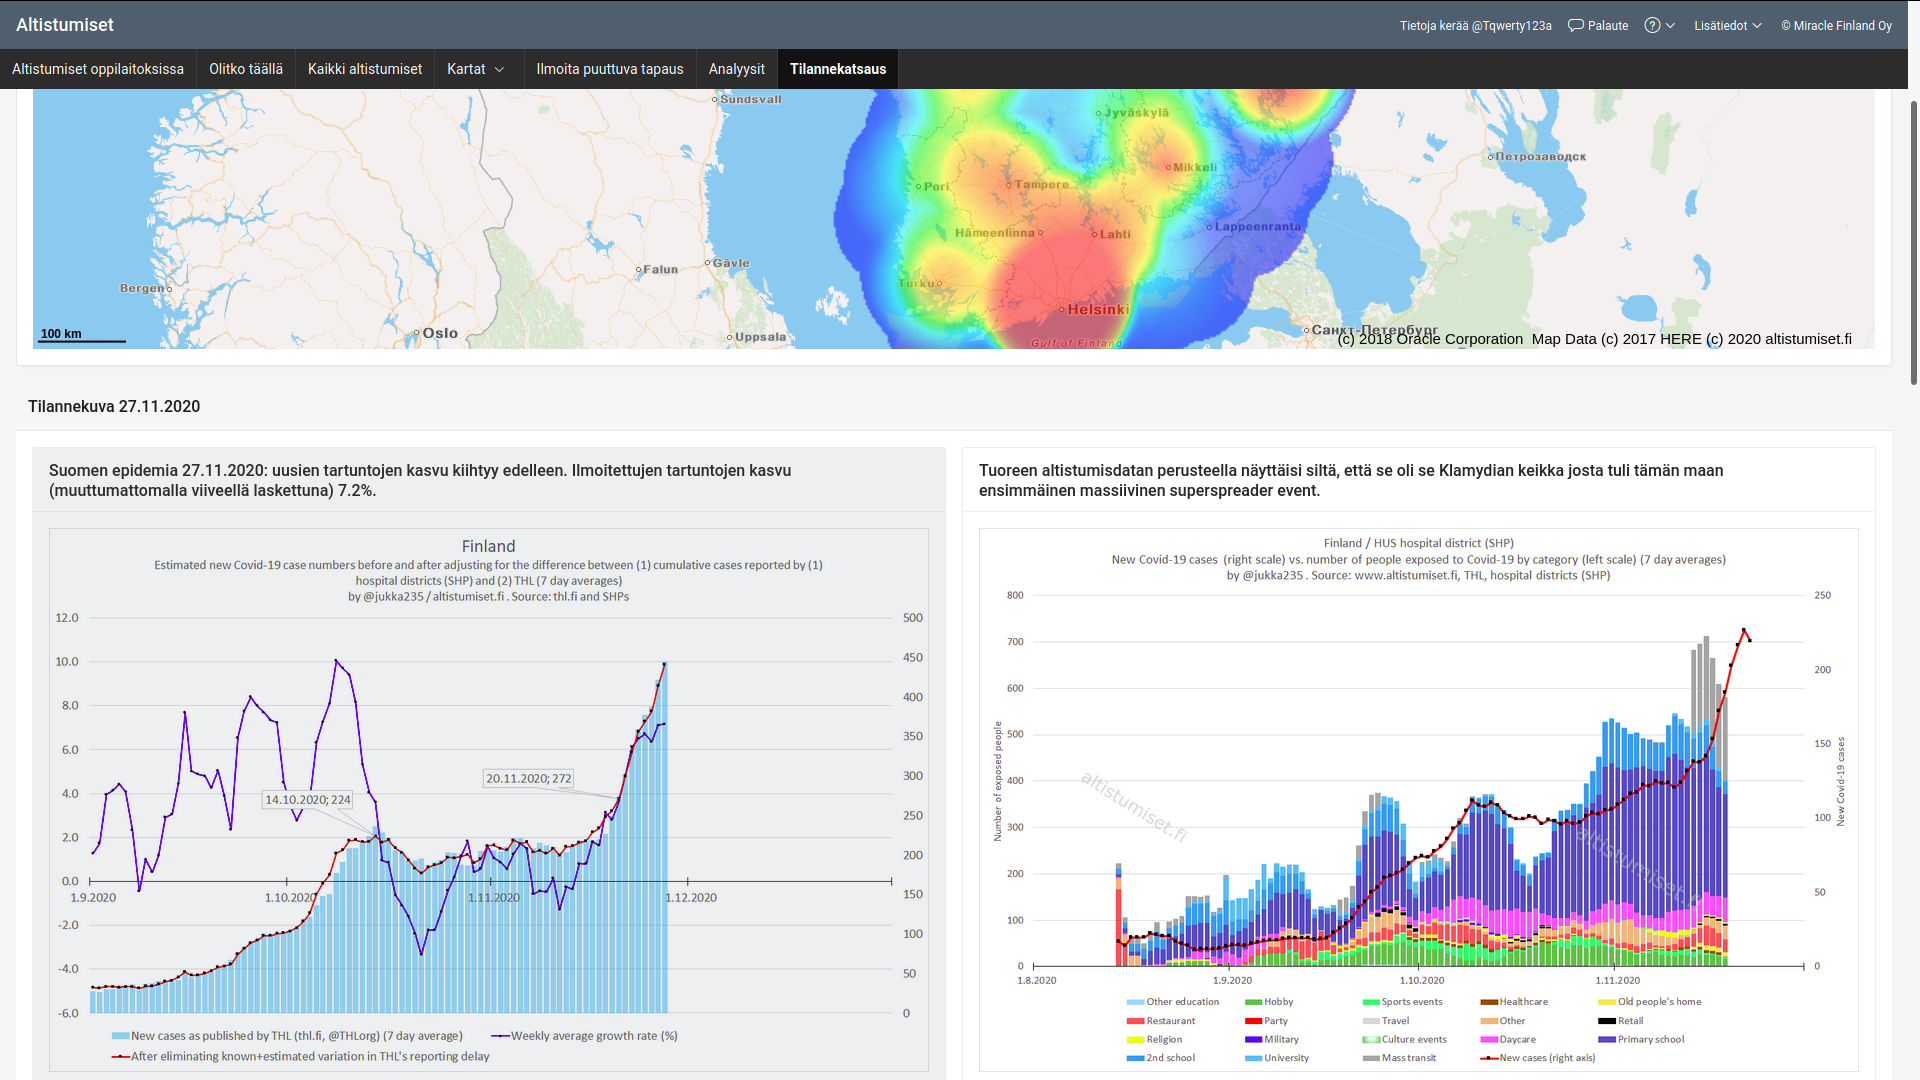 Altistumiset
Tietoja kerää @Tqwerty123a
Palaute
?
Lisätiedot
© Miracle Finland Oy
Altistumiset oppilaitoksissa
Olitko täällä
Kaikki altistumiset
Kartat
Ilmoita puuttuva tapaus
Analyysit
Tilannekatsaus
Sundsvall
Jyväskylä
Петрозаводск
Mikkeli
Pori
Tampere
Lappeenranta
Hämeenlinna
Lahti
Gävle
Falun
Turku
Bergen
Helsinki
Oslo
Uppsala
Санкт-Петербург
100 km
Gulf of Finland
(c) 2018 Oracle Corporation Map Data (c) 2017 HERE (c) 2020 altistumiset.fi
Tilannekuva 27.11.2020
Suomen epidemia 27.11.2020: uusien tartuntojen kasvu kiihtyy edelleen. Ilmoitettujen tartuntojen kasvu
(muuttumattomalla viiveellä laskettuna) 7.2%.
Finland
Estimated new Covid-19 case numbers before and after adjusting for the difference between (1) cumulative cases reported by (1)
hospital districts (SHP) and (2) THL (7 day averages)
by @jukka235 / altistumiset.fi . Source: thl.fi and SHPs
12.0
500
10.0
450
400
8.0
350
6.0
300
20.11.2020; 272
4.0
14.10.2020; 224
250
2.0
200
0.0
150
1.9.2020
1.10.2020
1.11.2020
1.12.2020
-2.0
100
-4.0
50
-6.0
0
New cases as published by THL (thl.fi, @THLorg) (7 day average)
Weekly average growth rate (%)
After eliminating known+estimated variation in THL's reporting delay
Tuoreen altistumisdatan perusteella näyttäisi siltä, että se oli se Klamydian keikka josta tuli tämän maan
ensimmäinen massiivinen superspreader event.
Finland / HUS hospital district (SHP)
New Covid-19 cases (right scale) vs. number of people exposed to Covid-19 by category (left scale) (7 day averages)
by @jukka235 . Source: www.altistumiset.fi, THL, hospital districts (SHP)
800
250
700
200
600
500
150
400
100
300
200
50
100
0
0
Number of exposed people
New Covid-19 cases
altistumiset.fi
altistumiset.fi
1.8.2020
1.9.2020
1.10.2020
1.11.2020
Other education
Hobby
Sports events
Healthcare
Old people's home
Restaurant
Party
Travel
Other
Retail
Religion
Military
Culture events
Daycare
Primary school
2nd school
University
Mass transit
New cases (right axis)